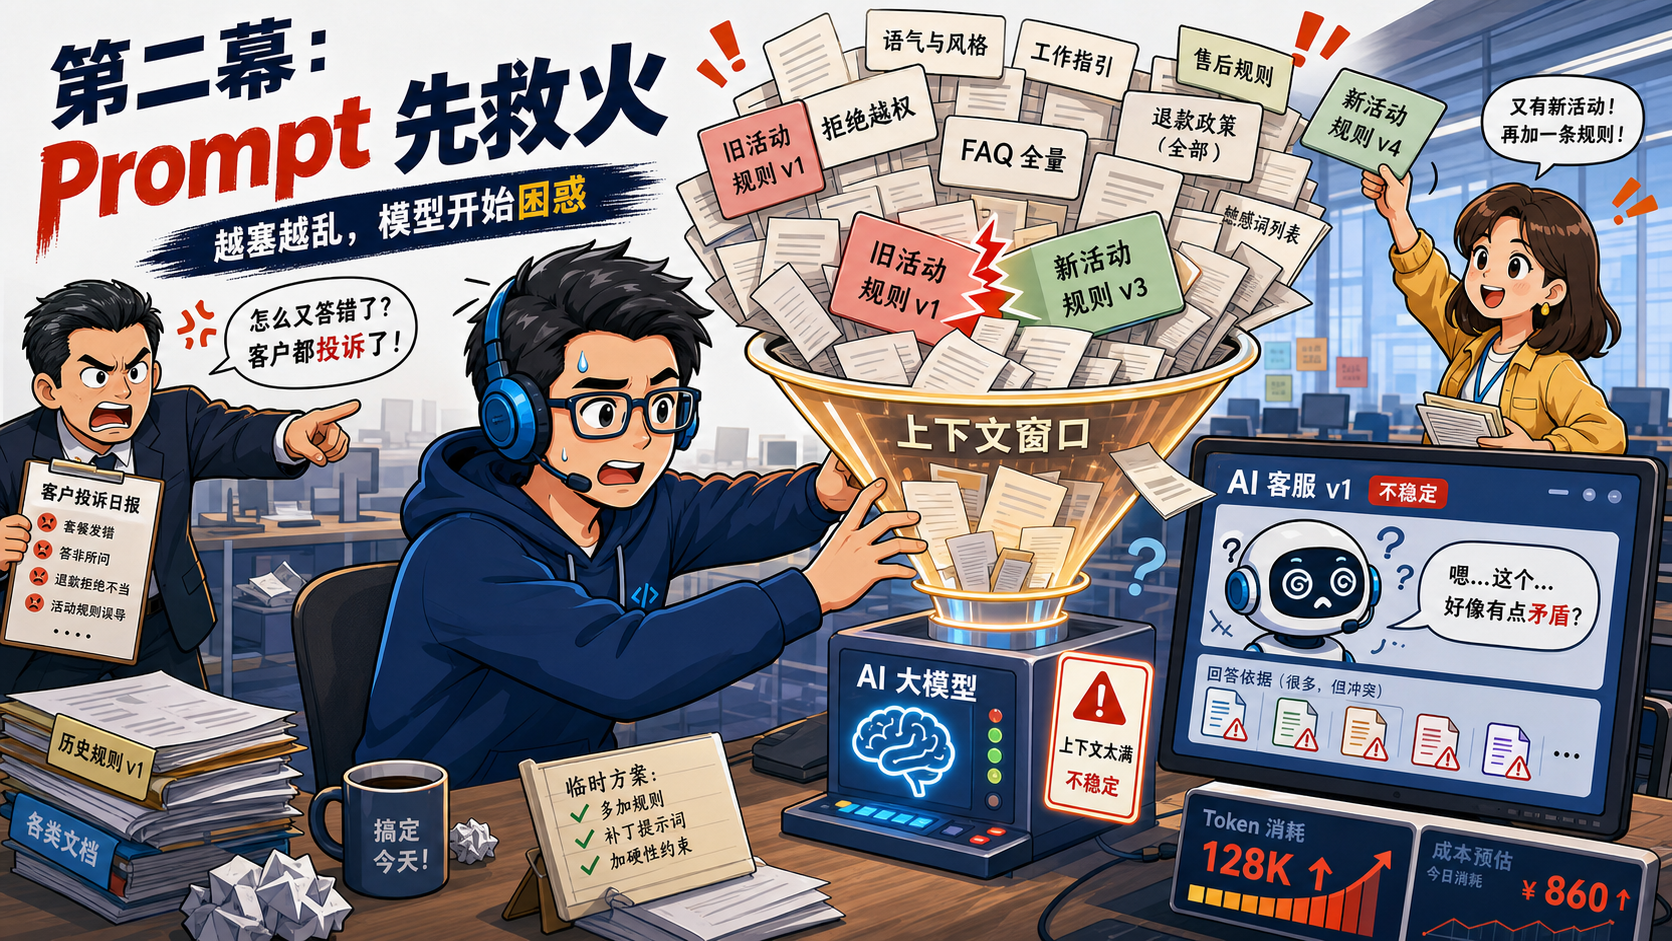 第二幕：
Prompt 先救火
越塞越乱，模型开始困惑
怎么又答错了？
客户都投诉了！
客户投诉日报
套餐发错
答非所问
退款拒绝不当
活动规则误导
....
历史规则 v1
各类文档
搞定
今天！
临时方案：
✓ 多加规则
✓ 补丁提示词
✓ 加硬性约束
语气与风格
工作指引
售后规则
旧活动
规则 v1
拒绝越权
FAQ 全量
退款政策
（全部）
新活动
规则 v4
旧活动
规则 v1
新活动
规则 v3
感词列表
上下文窗口
又有新活动！
再加一条规则！
</>
AI 大模型
上下文太满
不稳定
AI 客服 v1 不稳定
嗯...这个...
好像有点矛盾？
回答依据（很多，但冲突）
...
Token 消耗
128K ↑
成本预估
今日消耗
¥ 860 ↑